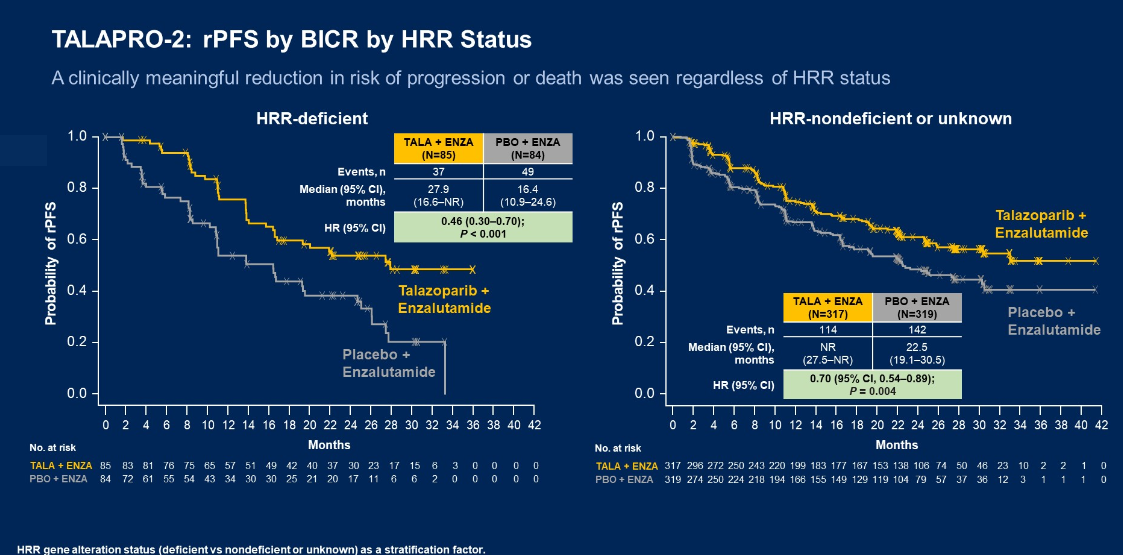 TALAPRO-2: rPFS by BICR by HRR Status
A clinically meaningful reduction in risk of progression or death was seen regardless of HRR status
HRR-deficient
Probability of rPFS
1.0
0.8
0.6
0.4
0.2
0.0
TALA + ENZA (N=85) PBO + ENZA (N=84)
Events, n 37 49
Median (95% CI), months 27.9 (16.6–NR) 16.4 (10.9–24.6)
HR (95% CI) 0.46 (0.30–0.70); P < 0.001
Talazoparib +
Enzalutamide
Placebo +
Enzalutamide
0 2 4 6 8 10 12 14 16 18 20 22 24 26 28 30 32 34 36 38 40 42
Months
No. at risk
TALA + ENZA 85 83 81 76 75 65 57 51 49 42 40 37 30 23 17 15 6 3 0 0 0 0
PBO + ENZA 84 72 61 55 54 43 34 30 30 25 21 20 17 11 6 6 2 0 0 0 0 0
HRR-nondeficient or unknown
Probability of rPFS
1.0
0.8
0.6
0.4
0.2
0.0
Talazoparib +
Enzalutamide
TALA + ENZA (N=317) PBO + ENZA (N=319)
Events, n 114 142
Median (95% CI), months NR (27.5–NR) 22.5 (19.1–30.5)
HR (95% CI) 0.70 (95% CI, 0.54–0.89); P = 0.004
Placebo +
Enzalutamide
0 2 4 6 8 10 12 14 16 18 20 22 24 26 28 30 32 34 36 38 40 42
Months
No. at risk
TALA + ENZA 317 296 272 250 243 220 199 183 177 167 153 138 106 74 50 46 23 10 2 2 1 0
PBO + ENZA 319 274 250 224 218 194 166 155 149 129 119 104 79 57 37 36 12 3 1 1 1 0
HRR gene alteration status (deficient vs nondeficient or unknown) as a stratification factor.